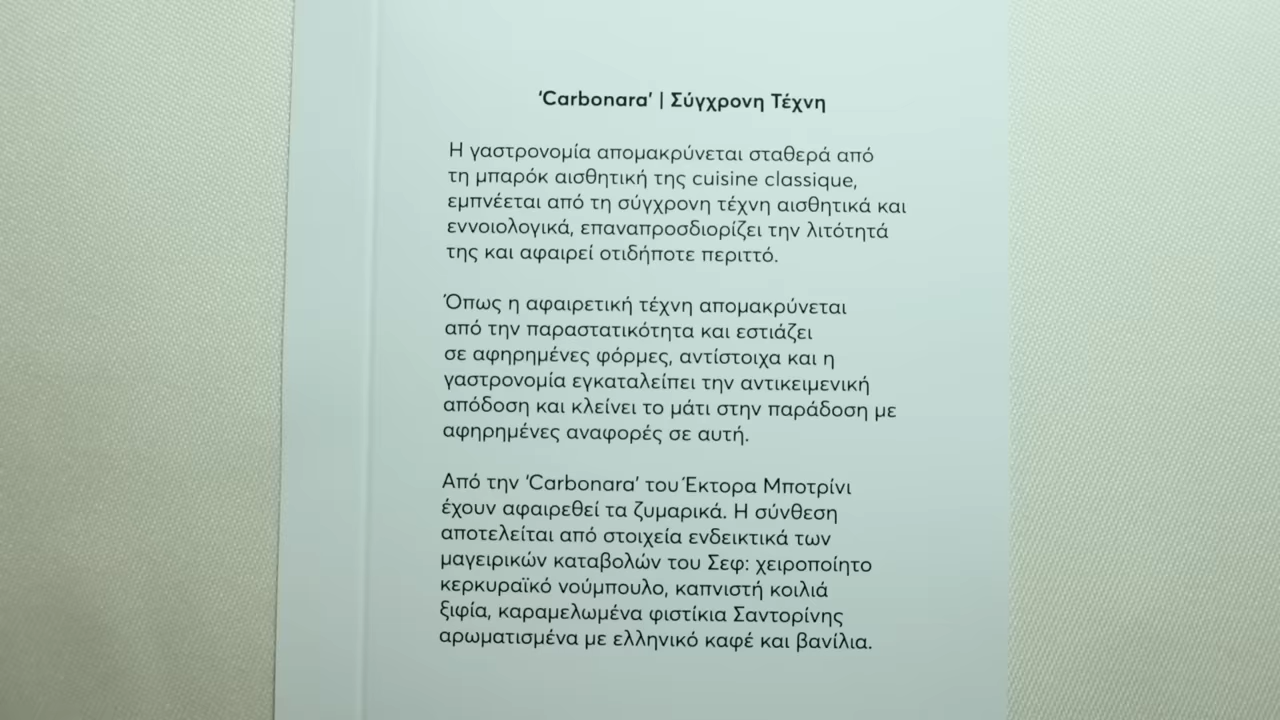 ‘Carbonara’ | Σύγχρονη Τέχνη
Η γαστρονομία απομακρύνεται σταθερά από
τη μπαρόκ αισθητική της cuisine classique,
εμπνέεται από τη σύγχρονη τέχνη αισθητικά και
εννοιολογικά, επαναπροσδιορίζει την λιτότητά
της και αφαιρεί οτιδήποτε περιττό.
Όπως η αφαιρετική τέχνη απομακρύνεται
από την παραστατικότητα και εστιάζει
σε αφηρημένες φόρμες, αντίστοιχα και η
γαστρονομία εγκαταλείπει την αντικειμενική
απόδοση και κλείνει το μάτι στην παράδοση με
αφηρημένες αναφορές σε αυτή.
Από την ‘Carbonara’ του Έκτορα Μποτρίνι
έχουν αφαιρεθεί τα ζυμαρικά. Η σύνθεση
αποτελείται από στοιχεία ενδεικτικά των
μαγειρικών καταβολών του Σεφ: χειροποίητο
κερκυραϊκό νούμπουλο, καπνιστή κοιλιά
ξιφία, καραμελωμένα φιστίκια Σαντορίνης
αρωματισμένα με ελληνικό καφέ και βανίλια.